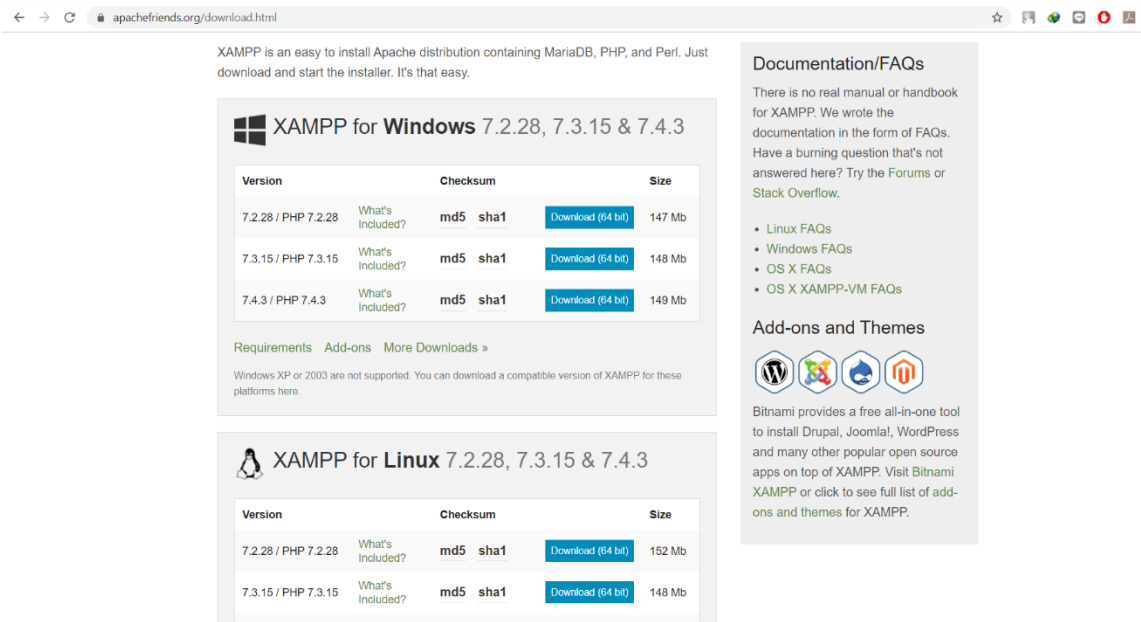 apachefriends.org/download.html
XAMPP is an easy to install Apache distribution containing MariaDB, PHP, and Perl. Just
download and start the installer. It's that easy.
XAMPP for Windows 7.2.28, 7.3.15 & 7.4.3
Version Checksum Size
7.2.28 / PHP 7.2.28 What's Included? md5 sha1 Download (64 bit) 147 Mb
7.3.15 / PHP 7.3.15 What's Included? md5 sha1 Download (64 bit) 148 Mb
7.4.3 / PHP 7.4.3 What's Included? md5 sha1 Download (64 bit) 149 Mb
Requirements Add-ons More Downloads »
Windows XP or 2003 are not supported. You can download a compatible version of XAMPP for these
platforms here.
XAMPP for Linux 7.2.28, 7.3.15 & 7.4.3
Version Checksum Size
7.2.28 / PHP 7.2.28 What's Included? md5 sha1 Download (64 bit) 152 Mb
7.3.15 / PHP 7.3.15 What's Included? md5 sha1 Download (64 bit) 148 Mb
Documentation/FAQs
There is no real manual or handbook
for XAMPP. We wrote the
documentation in the form of FAQs.
Have a burning question that's not
answered here? Try the Forums or
Stack Overflow.
• Linux FAQs
• Windows FAQs
• OS X FAQs
• OS X XAMPP-VM FAQs
Add-ons and Themes
Bitnami provides a free all-in-one tool
to install Drupal, Joomla!, WordPress
and many other popular open source
apps on top of XAMPP. Visit Bitnami
XAMPP or click to see full list of add-
ons and themes for XAMPP.